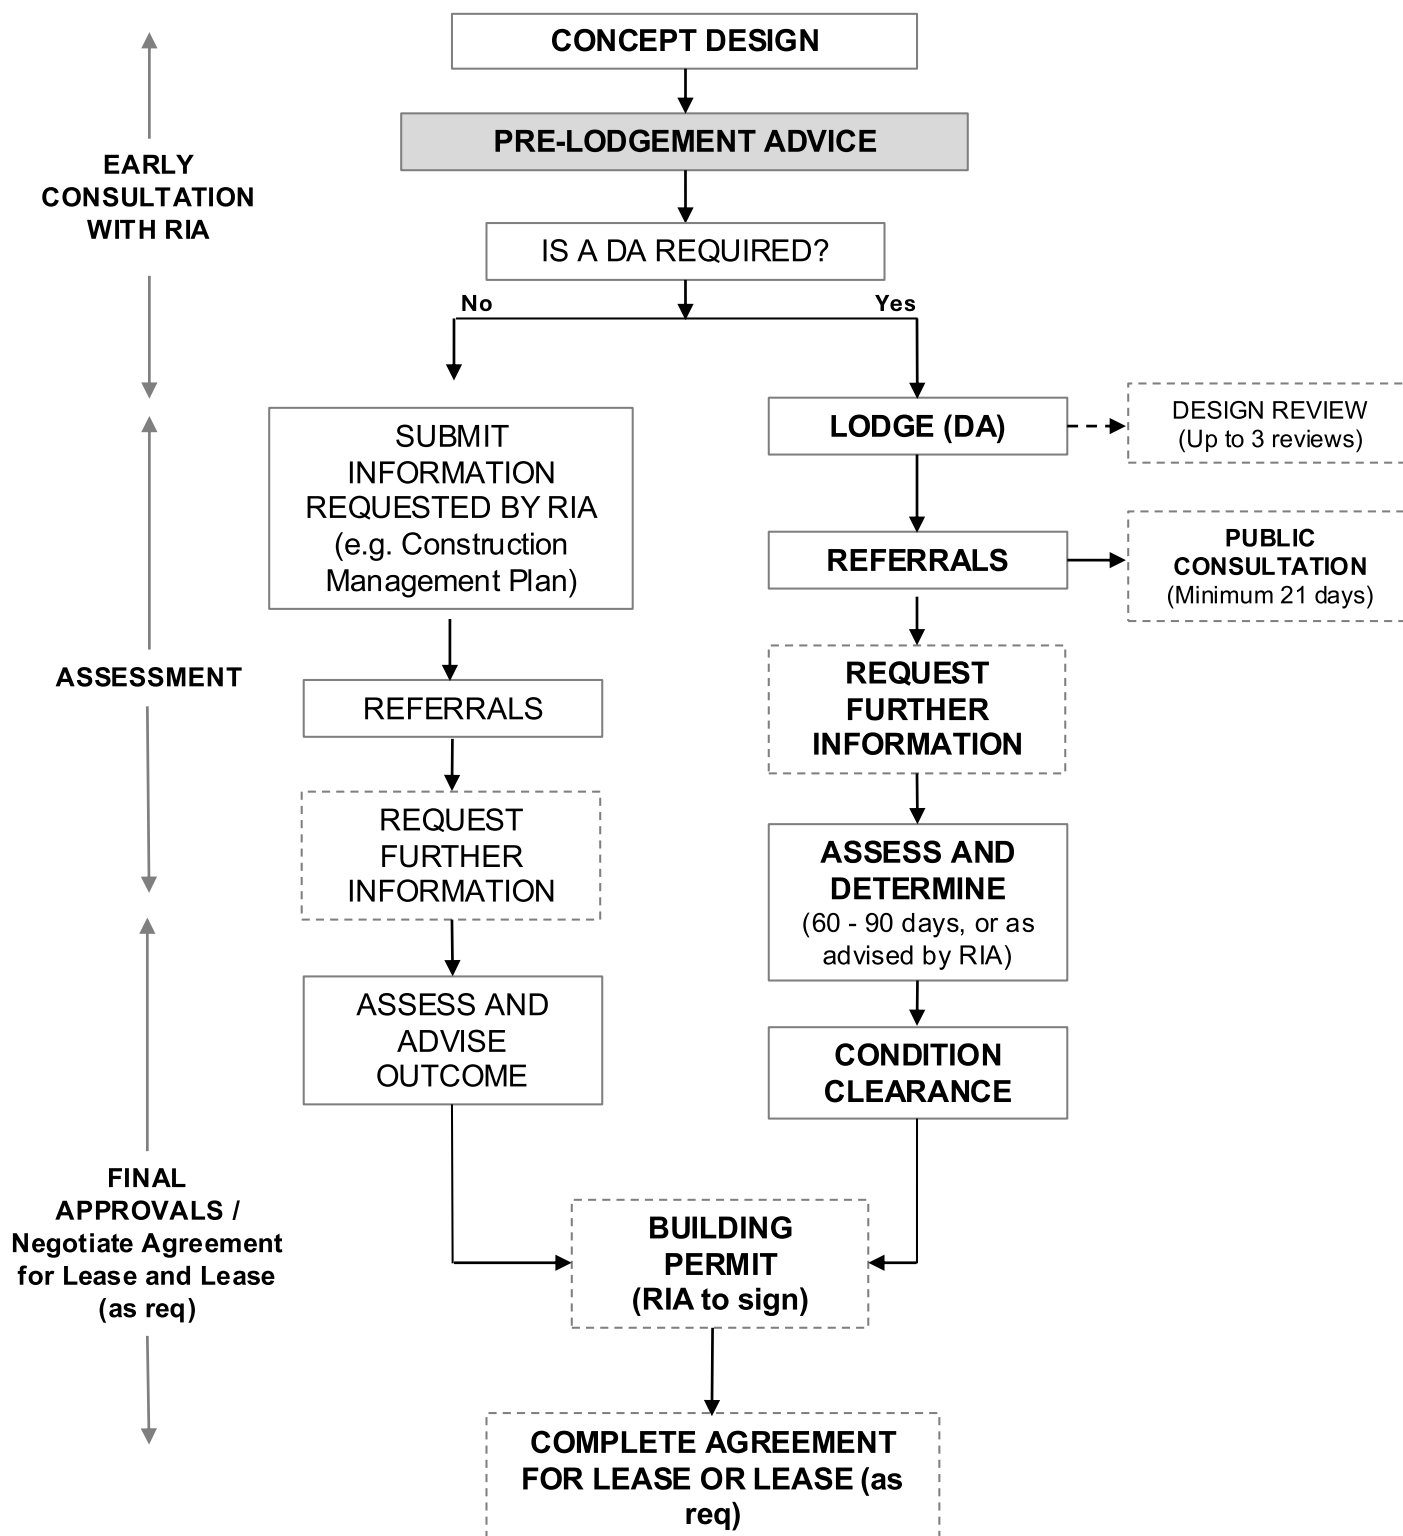 CONCEPT DESIGN
PRE-LODGEMENT ADVICE
EARLY
CONSULTATION
WITH RIA
IS A DA REQUIRED?
No
Yes
SUBMIT
INFORMATION
REQUESTED BY RIA
(e.g. Construction
Management Plan)
LODGE (DA)
DESIGN REVIEW
(Up to 3 reviews)
REFERRALS
PUBLIC
CONSULTATION
(Minimum 21 days)
ASSESSMENT
REFERRALS
REQUEST
FURTHER
INFORMATION
REQUEST
FURTHER
INFORMATION
ASSESS AND
DETERMINE
(60 - 90 days, or as
advised by RIA)
ASSESS AND
ADVISE
OUTCOME
CONDITION
CLEARANCE
FINAL
APPROVALS /
Negotiate Agreement
for Lease and Lease
(as req)
BUILDING
PERMIT
(RIA to sign)
COMPLETE AGREEMENT
FOR LEASE OR LEASE (as
req)